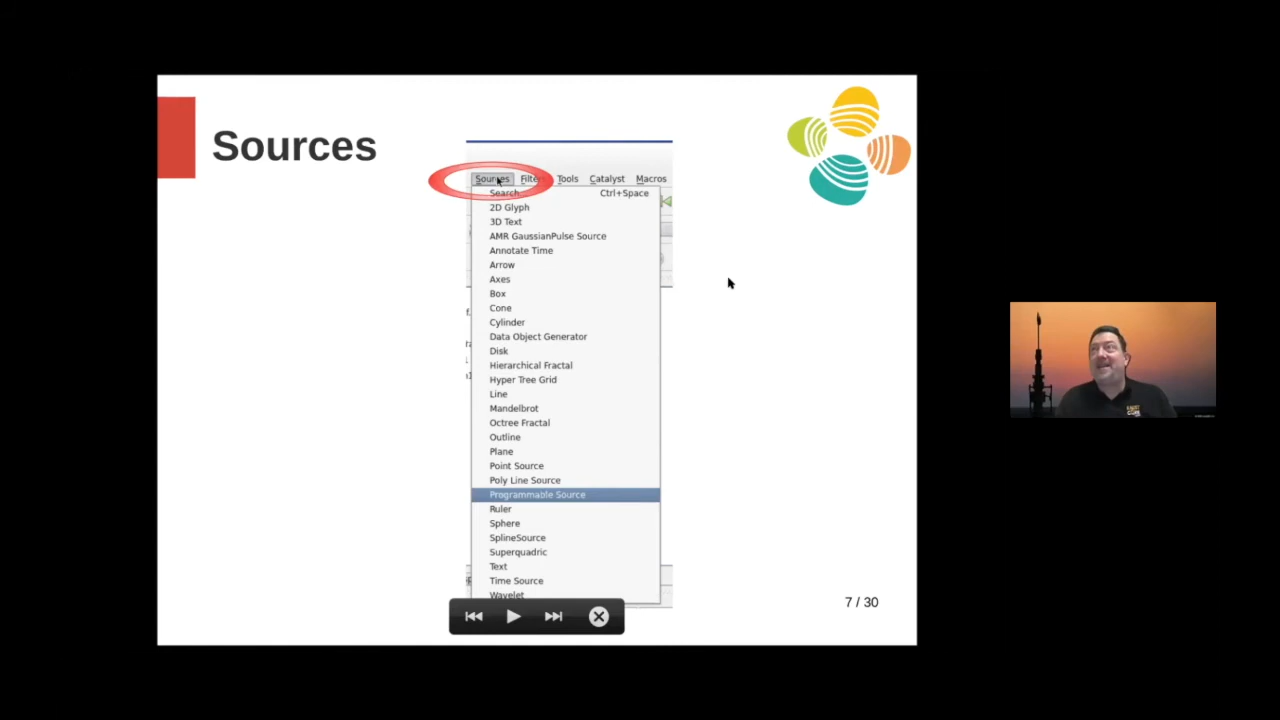 Sources
Sources Filters Tools Catalyst Macros
Search Ctrl+Space
2D Glyph
3D Text
AMR GaussianPulse Source
Annotate Time
Arrow
Axes
Box
Cone
Cylinder
Data Object Generator
Disk
Hierarchical Fractal
Hyper Tree Grid
Line
Mandelbrot
Octree Fractal
Outline
Plane
Point Source
Poly Line Source
Programmable Source
Ruler
Sphere
SplineSource
Superquadric
Text
Time Source
Wavelet
7 / 30